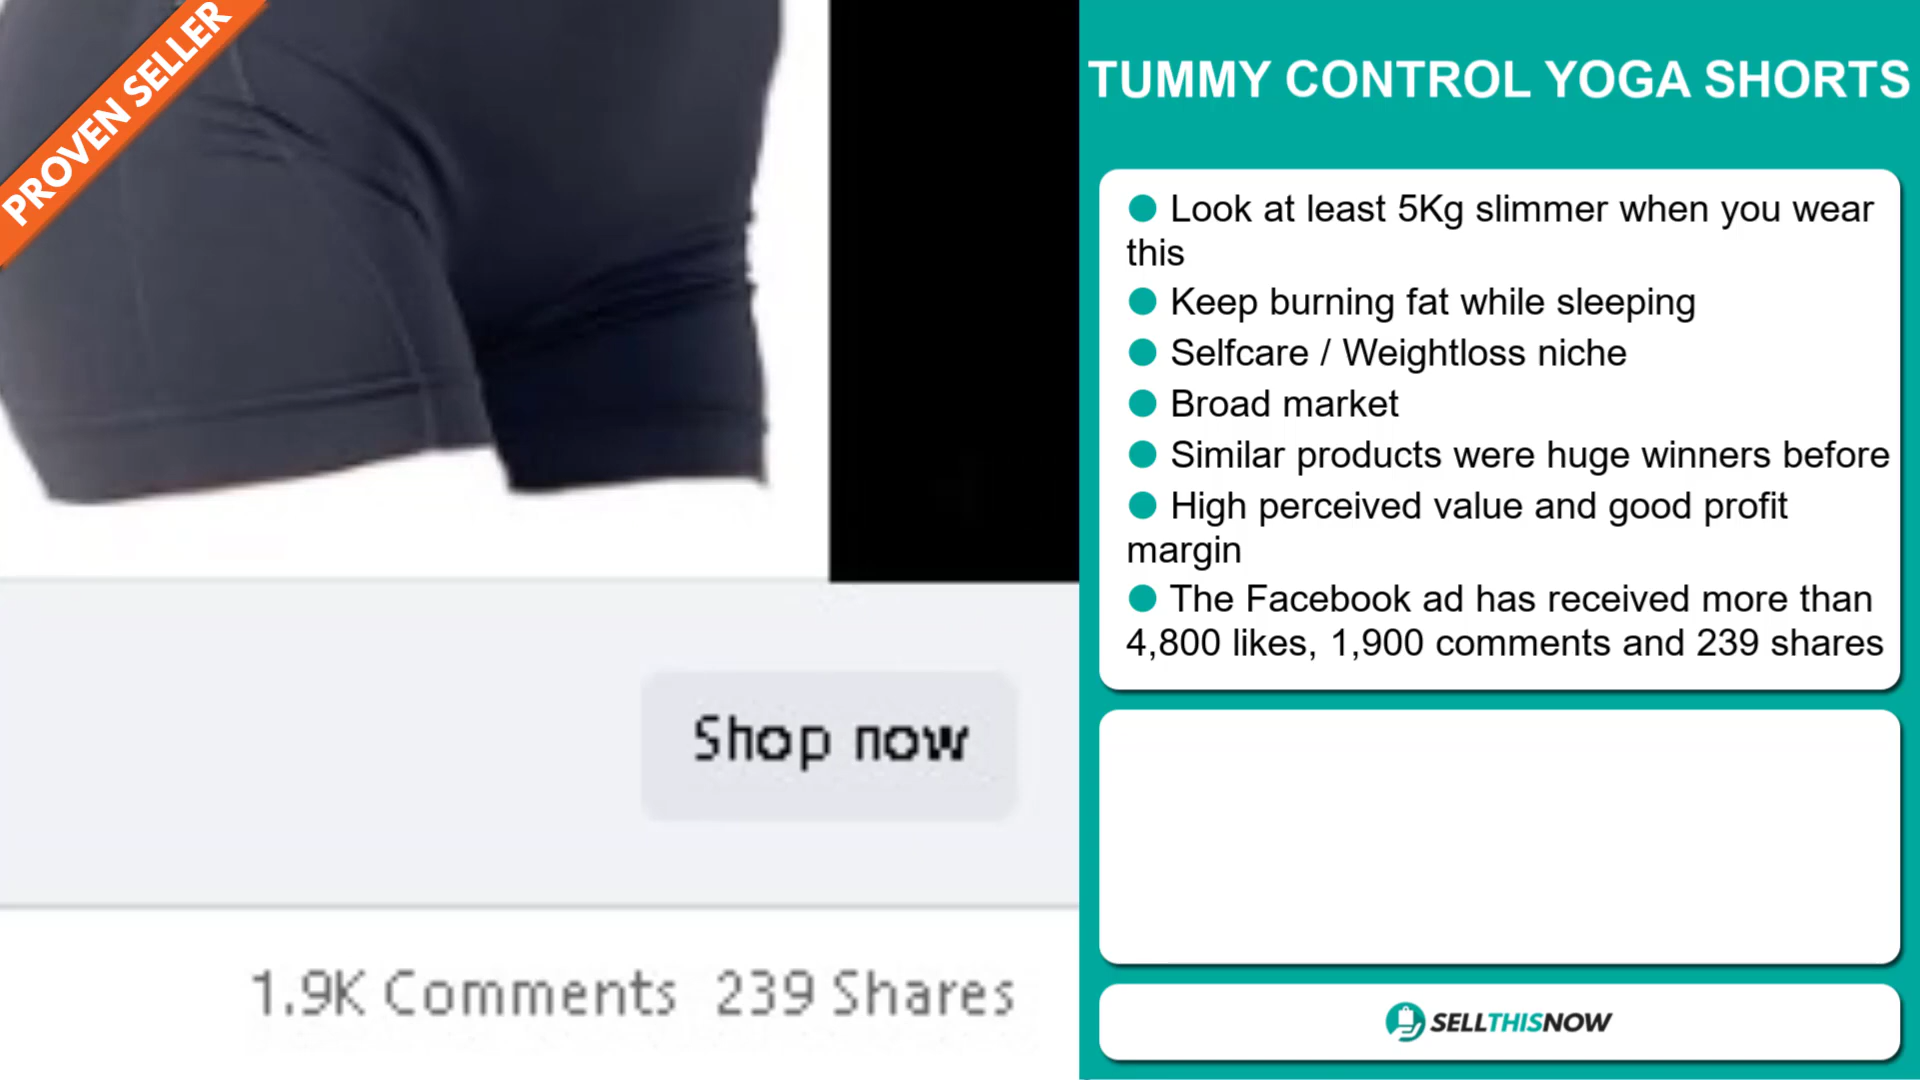 PROVEN SELLER
TUMMY CONTROL YOGA SHORTS
Look at least 5Kg slimmer when you wear
this
Keep burning fat while sleeping
Selfcare / Weightloss niche
Broad market
Similar products were huge winners before
High perceived value and good profit
margin
The Facebook ad has received more than
4,800 likes, 1,900 comments and 239 shares
Shop now
1.9K Comments 239 Shares
SELLTHISNOW